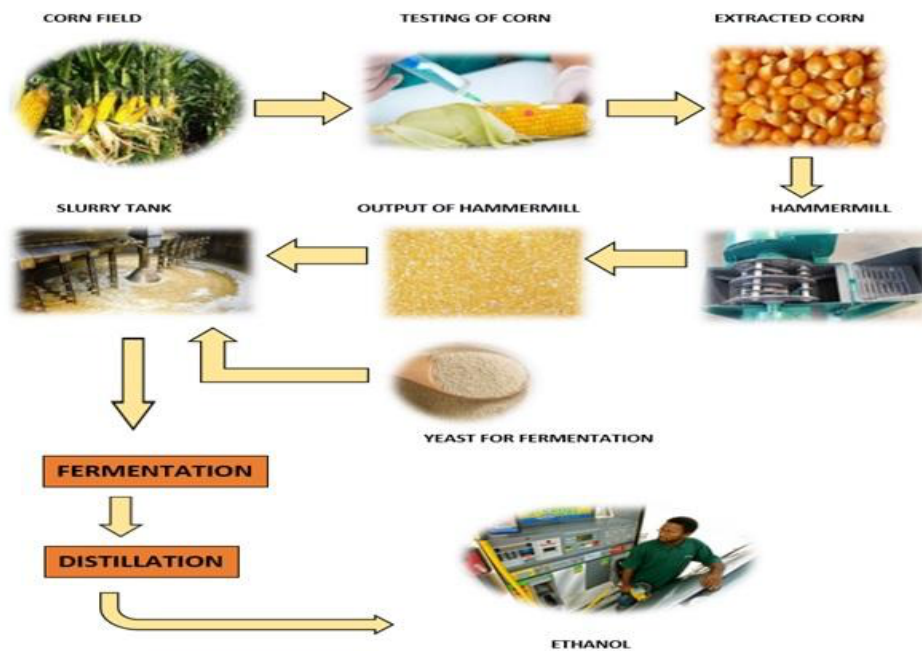 CORN FIELD
TESTING OF CORN
EXTRACTED CORN
SLURRY TANK
OUTPUT OF HAMMERMILL
HAMMERMILL
YEAST FOR FERMENTATION
FERMENTATION
DISTILLATION
ETHANOL